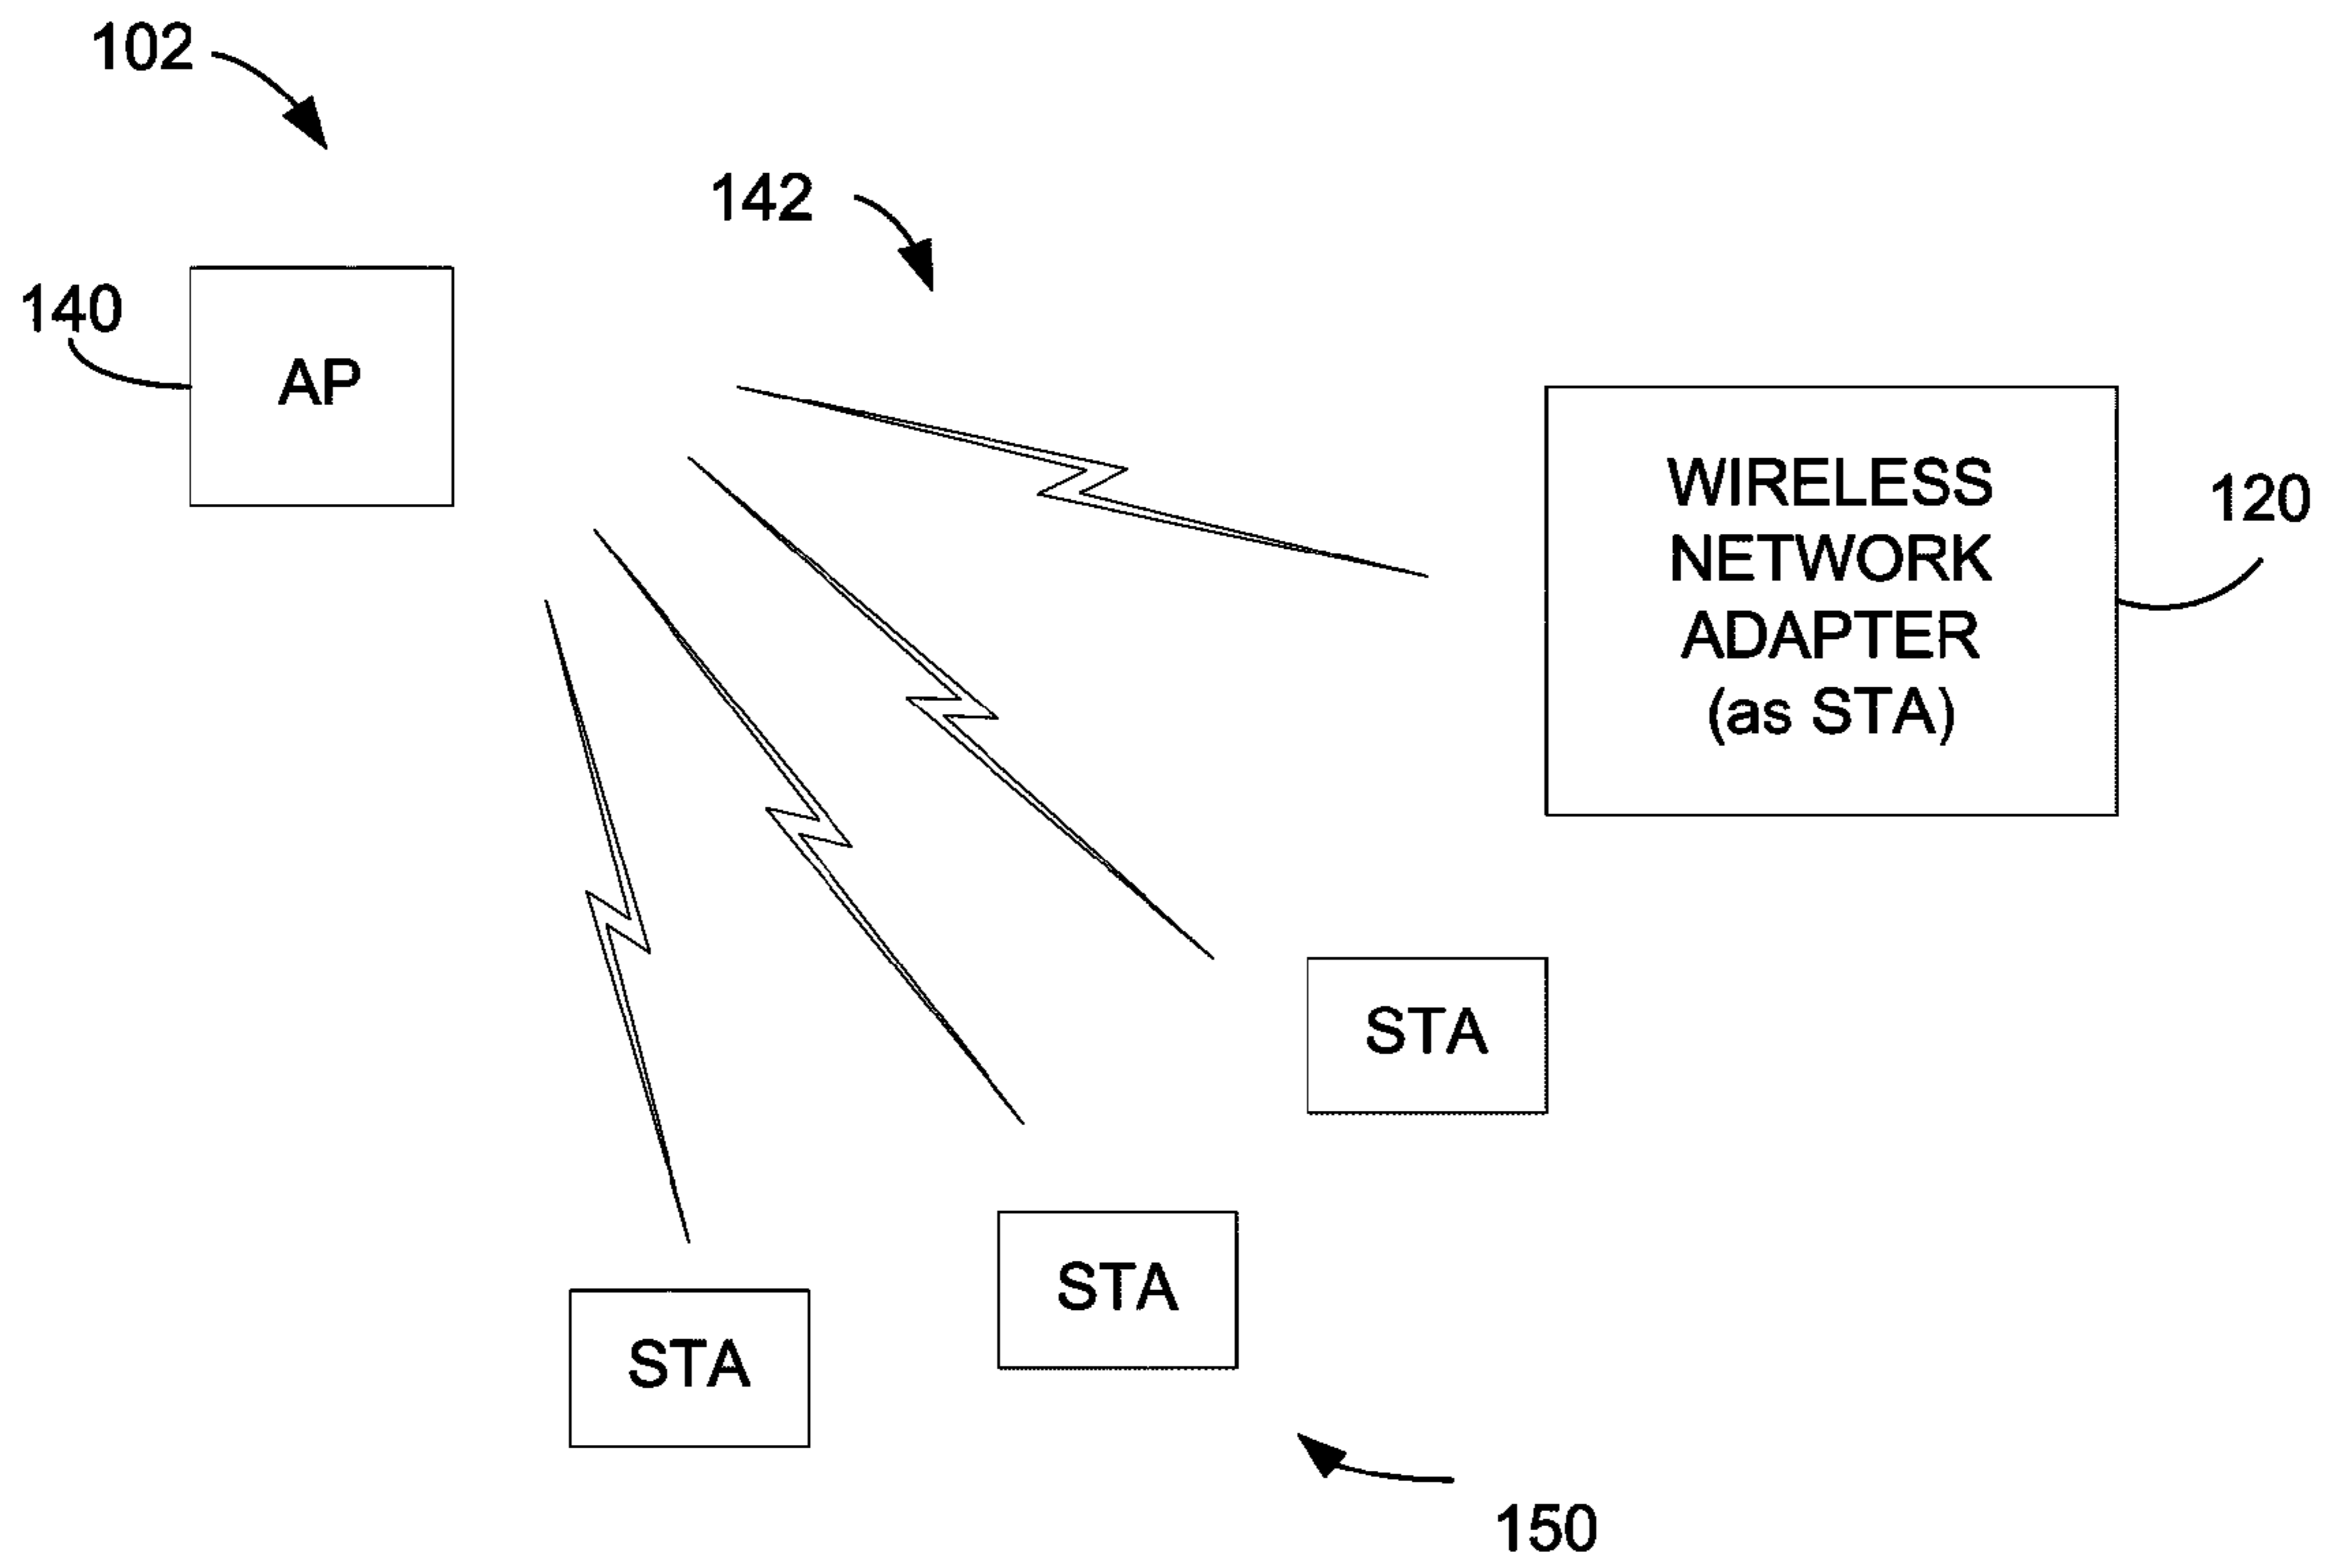 102
142
140
AP
WIRELESS
NETWORK
ADAPTER
(as STA)
120
STA
STA
STA
150